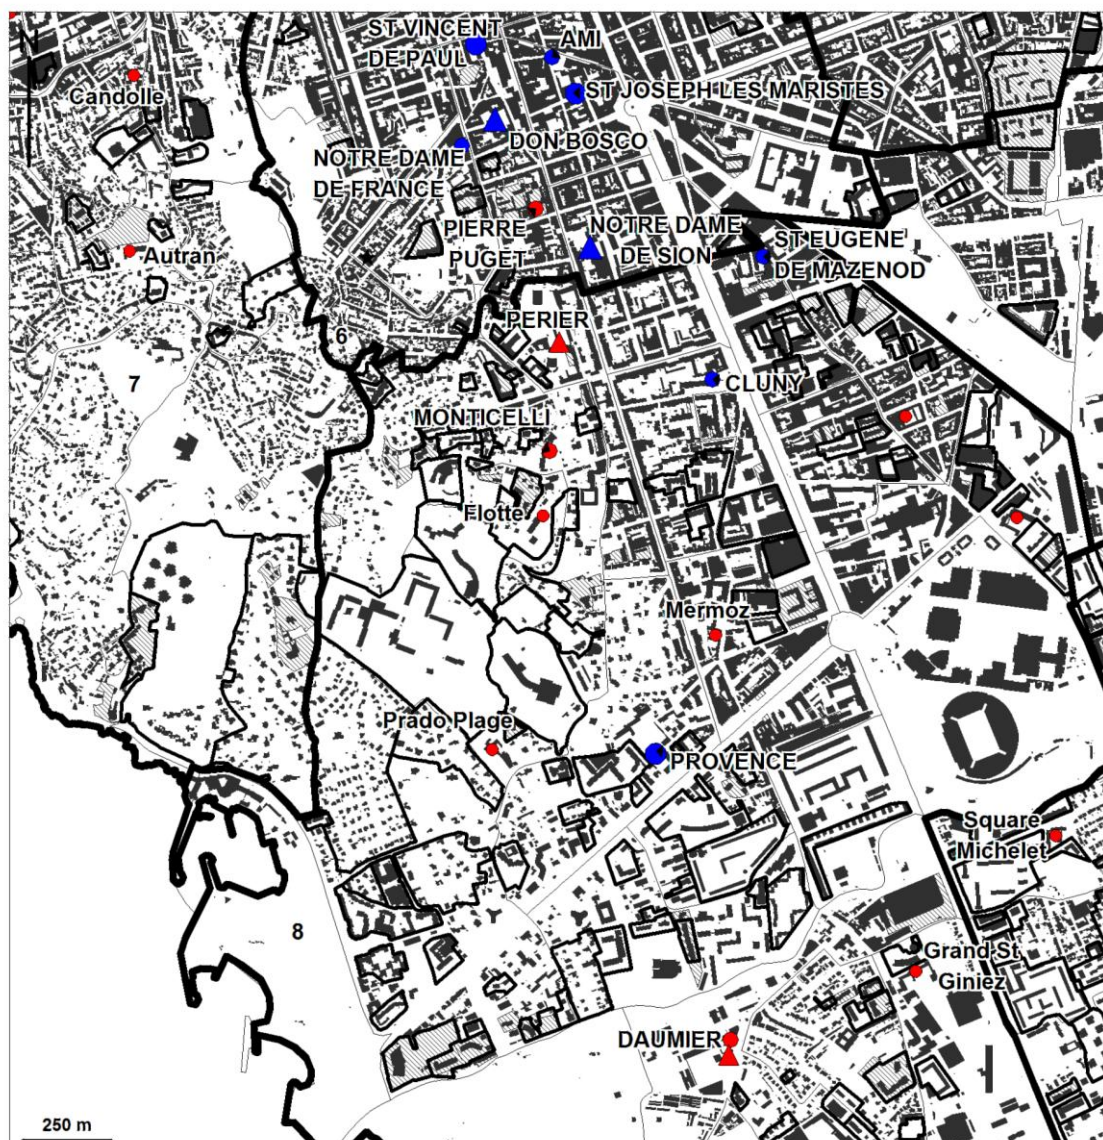 N
ST VINCENT
DE PAUL
AMI
Candolle
ST JOSEPH LES MARISTES
DON BOSCO
NOTRE DAME
DE FRANCE
PIERRE
PUGET
NOTRE DAME
DE SION
ST EUGENE
DE MAZENOD
Autran
PERIER
6
7
CLUNY
MONTICELLI
Flotte
Mermoz
Prado Plage
PROVENCE
Square
Michelet
8
Grand St
Giniez
DAUMIER
250 m